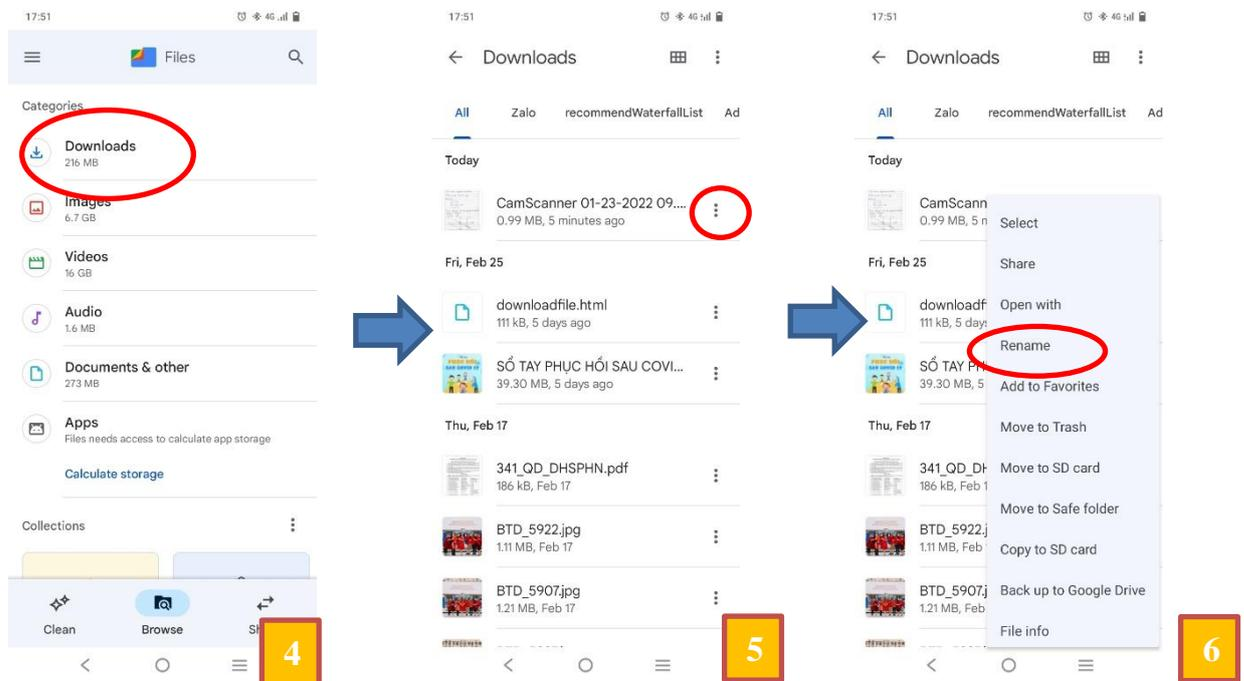 17:51
4G
Files
Categories
Downloads
216 MB
Images
6.7 GB
Videos
16 GB
Audio
1.6 MB
Documents & other
273 MB
Apps
Files needs access to calculate app storage
Calculate storage
Collections
Clean
Browse
4
17:51
4G
Downloads
All Zalo recommendWaterfallList Ad
Today
CamScanner 01-23-2022 09....
0.99 MB, 5 minutes ago
Fri, Feb 25
downloadfile.html
111 kB, 5 days ago
SỔ TAY PHỤC HỒI SAU COVI...
39.30 MB, 5 days ago
Thu, Feb 17
341_QD_DHSPHN.pdf
186 kB, Feb 17
BTD_5922.jpg
1.11 MB, Feb 17
BTD_5907.jpg
1.21 MB, Feb 17
5
17:51
4G
Downloads
All Zalo recommendWaterfallList Ad
Today
CamScann
0.99 MB, 5 m
Fri, Feb 25
downloadf
111 kB, 5 days
SỔ TAY PH
39.30 MB, 5
Thu, Feb 17
341_QD_DH
186 kB, Feb 1
BTD_5922.j
1.11 MB, Feb
BTD_5907.j
1.21 MB, Feb
Select
Share
Open with
Rename
Add to Favorites
Move to Trash
Move to SD card
Move to Safe folder
Copy to SD card
Back up to Google Drive
File info
6